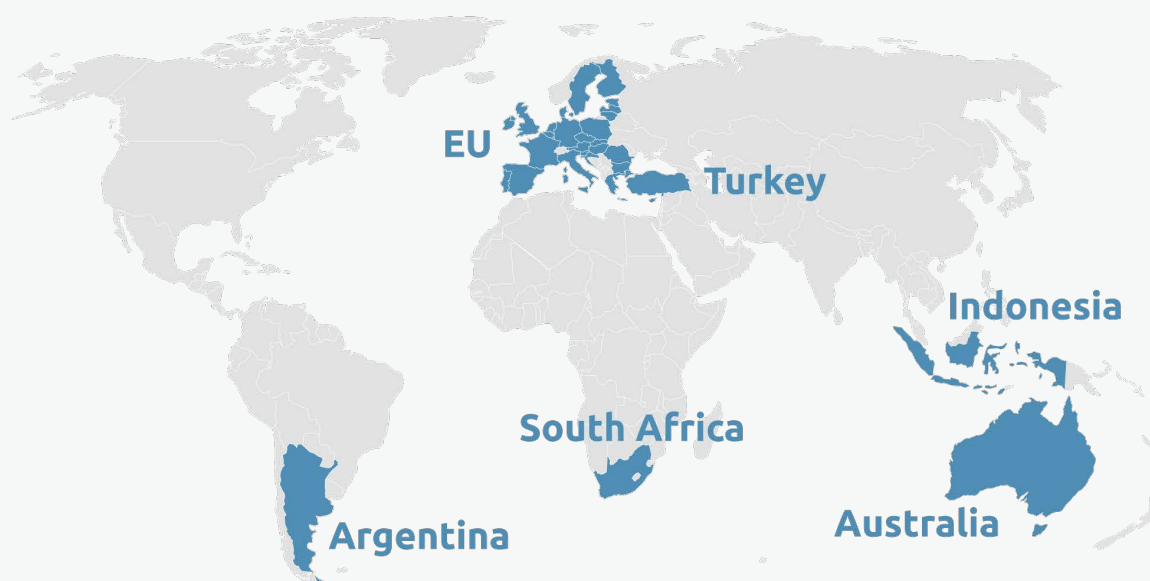 EU
Turkey
Indonesia
South Africa
Australia
Argentina